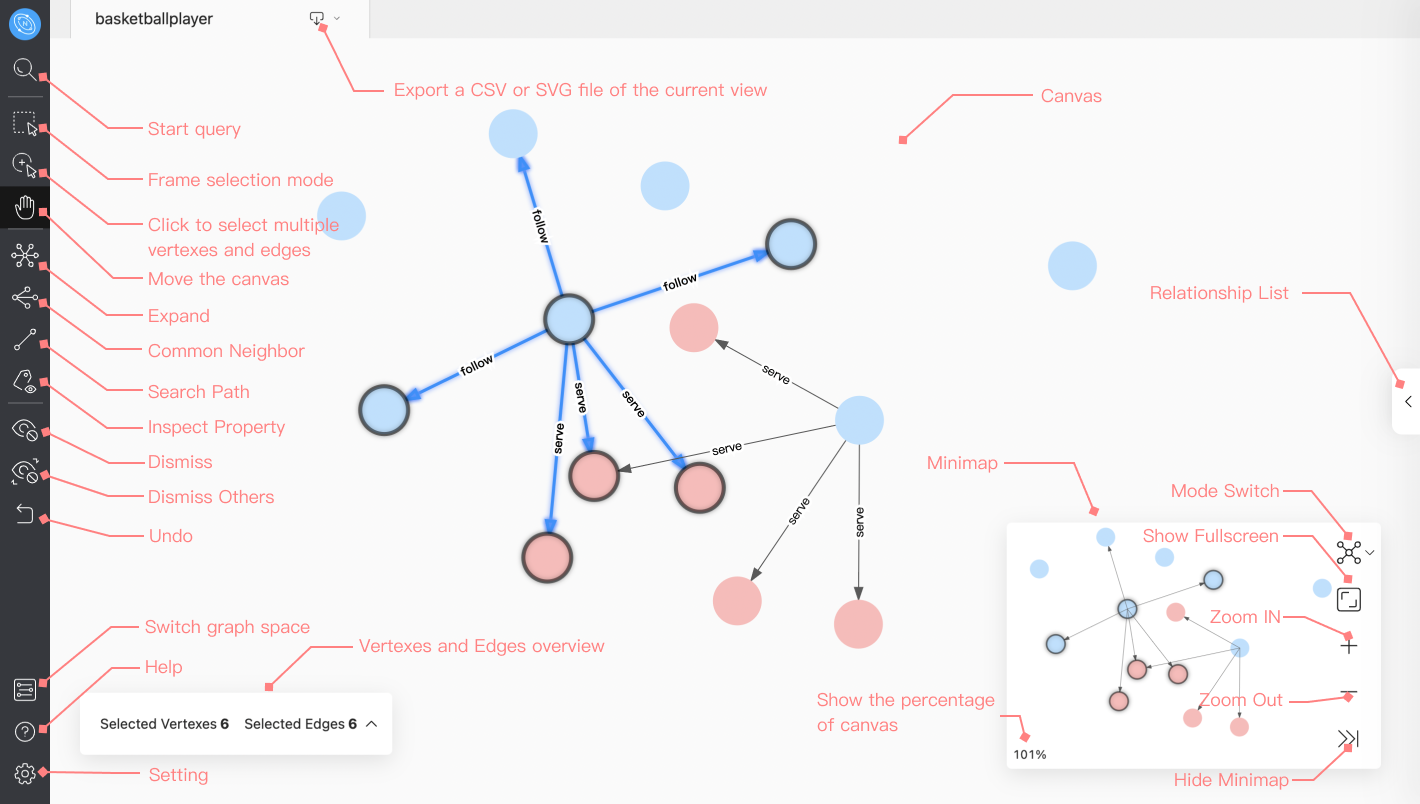 basketballplayer
Export a CSV or SVG file of the current view
Canvas
Start query
Frame selection mode
Click to select multiple
vertexes and edges
Move the canvas
Expand
Common Neighbor
Search Path
Inspect Property
Dismiss
Dismiss Others
Undo
follow
follow
follow
serve
serve
serve
serve
serve
serve
serve
Relationship List
Minimap
Mode Switch
Show Fullscreen
Zoom IN
Zoom Out
Show the percentage
of canvas
101%
Hide Minimap
Switch graph space
Help
Vertexes and Edges overview
Selected Vertexes 6 Selected Edges 6
Setting